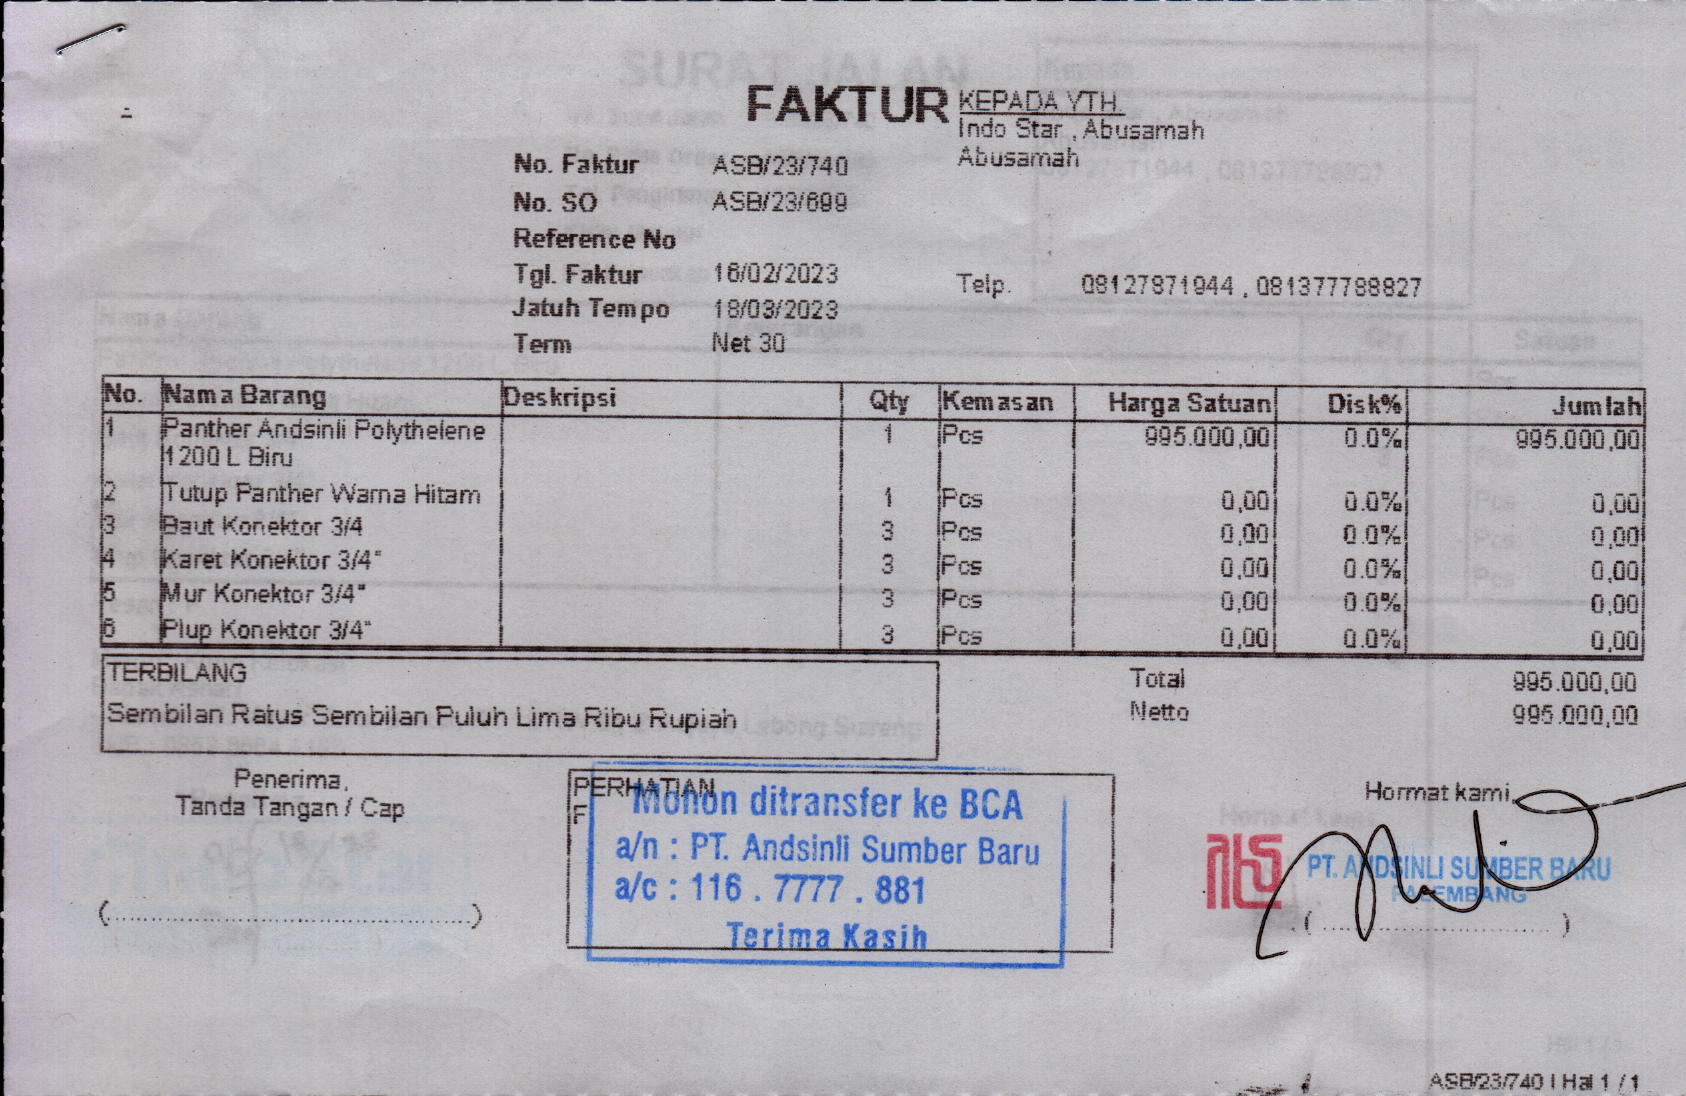 FAKTUR
KEPADA YTH.
Indo Star , Abusamah
Abusamah
No. Faktur ASB/23/740
No. SO ASB/23/699
Reference No
Tgl. Faktur 16/02/2023
Telp. 08127871944 , 081377788827
Jatuh Tempo 18/03/2023
Term Net 30
No. Nama Barang Deskripsi Qty Kemasan Harga Satuan Disk% Jumlah
1 Panther Andsinli Polythelene 1 Pcs 995.000,00 0.0% 995.000,00
1200 L Biru
2 Tutup Panther Warna Hitam 1 Pcs 0,00 0.0% 0,00
3 Baut Konektor 3/4 3 Pcs 0,00 0.0% 0,00
4 Karet Konektor 3/4" 3 Pcs 0,00 0.0% 0,00
5 Mur Konektor 3/4" 3 Pcs 0,00 0.0% 0,00
6 Plup Konektor 3/4" 3 Pcs 0,00 0.0% 0,00
TERBILANG
Sembilan Ratus Sembilan Puluh Lima Ribu Rupiah
Total 995.000,00
Netto 995.000,00
Penerima,
Tanda Tangan / Cap
(........................................)
PERHATIAN
F
Mohon ditransfer ke BCA
a/n : PT. Andsinli Sumber Baru
a/c : 116 . 7777 . 881
Terima Kasih
Hormat kami,
PT. ANDSINLI SUMBER BARU
PALEMBANG
(........................................)
ASB/23/740 | Hal 1 / 1